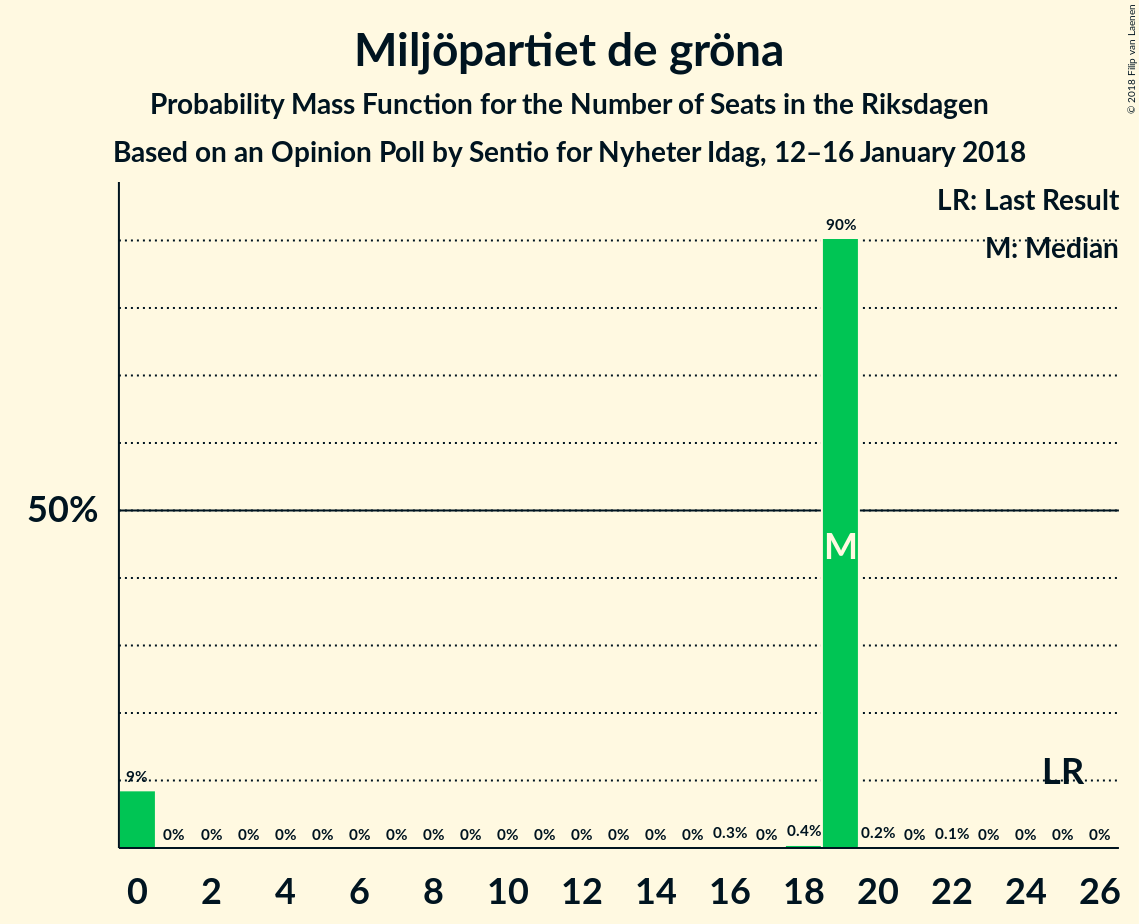 © 2018 Filip van Laenen
Miljöpartiet de gröna
Probability Mass Function for the Number of Seats in the Riksdagen
Based on an Opinion Poll by Sentio for Nyheter Idag, 12–16 January 2018
LR: Last Result
M: Median
90%
50%
M
LR
9%
0% 0% 0% 0% 0% 0% 0% 0% 0% 0% 0% 0% 0% 0% 0% 0.3% 0% 0.4% 0.2% 0% 0.1% 0% 0% 0% 0%
0 2 4 6 8 10 12 14 16 18 20 22 24 26